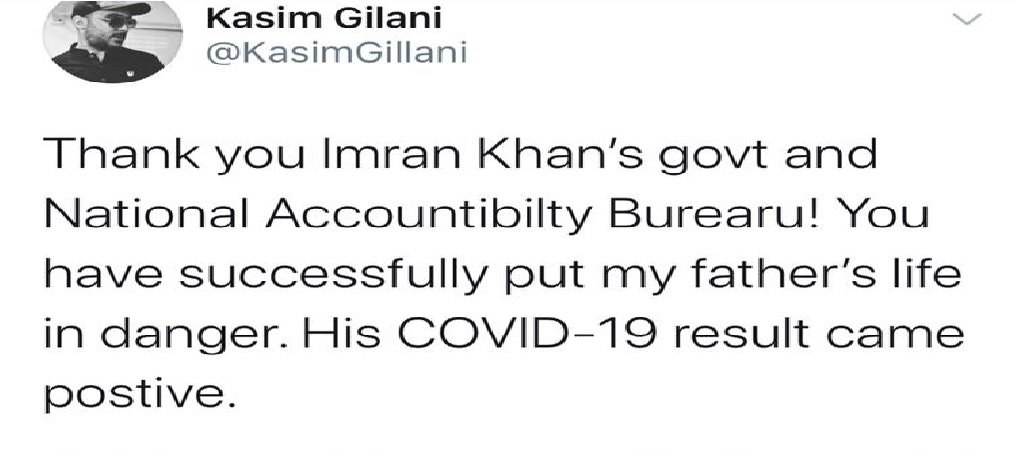 Kasim Gilani
@KasimGillani
Thank you Imran Khan's govt and
National Accountibilty Burearu! You
have successfully put my father's life
in danger. His COVID-19 result came
postive.